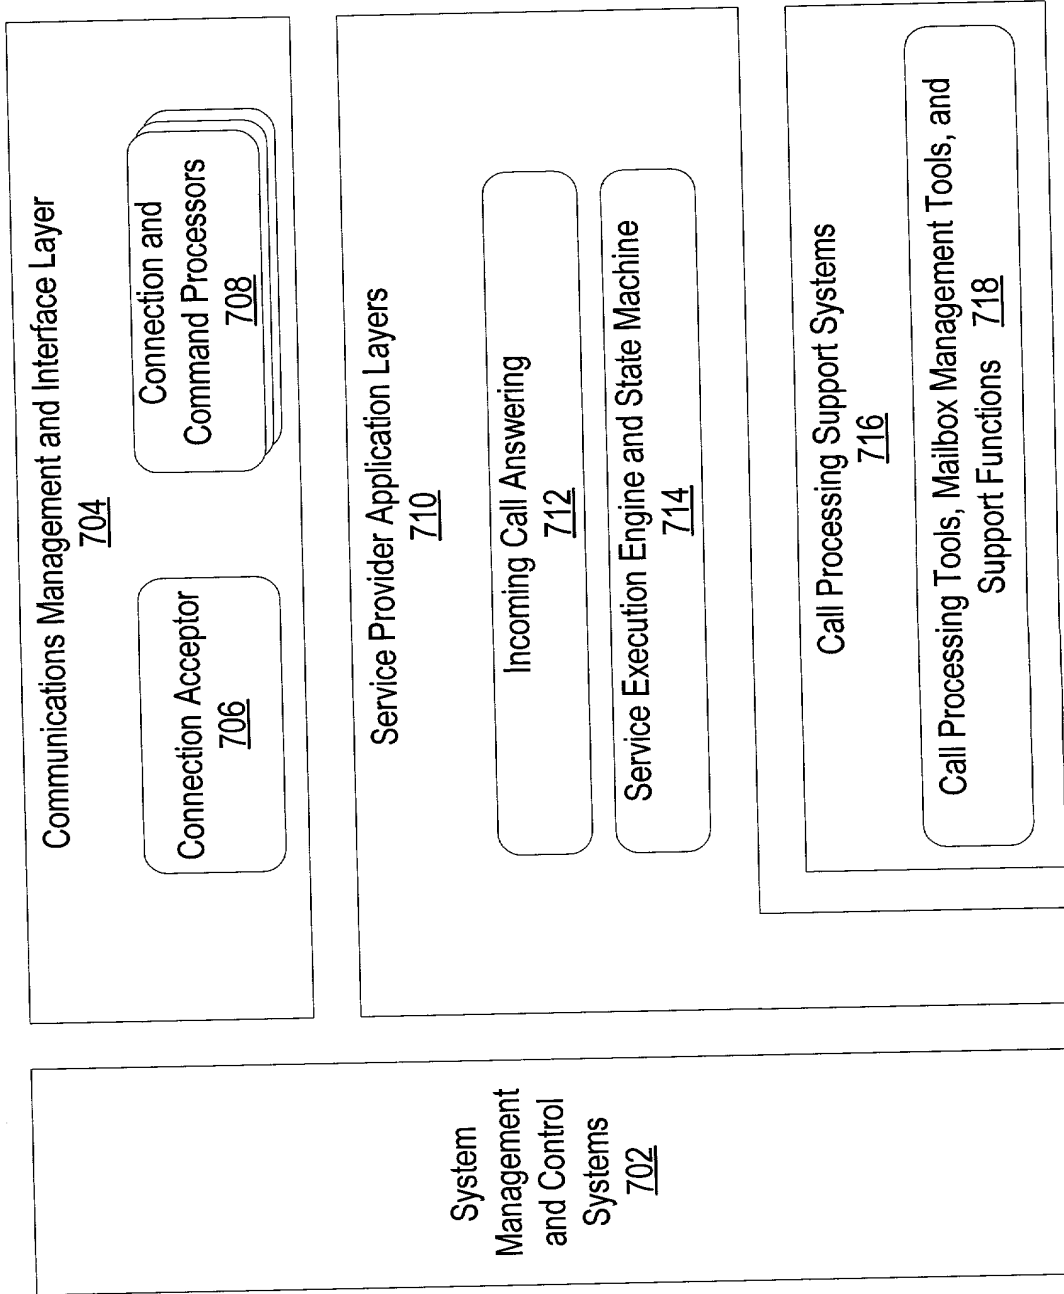 Communications Management and Interface Layer
704
Connection Acceptor
706
Connection and
Command Processors
708
Service Provider Application Layers
710
Incoming Call Answering
712
Service Execution Engine and State Machine
714
Call Processing Support Systems
716
Call Processing Tools, Mailbox Management Tools, and
Support Functions 718
System
Management
and Control
Systems
702